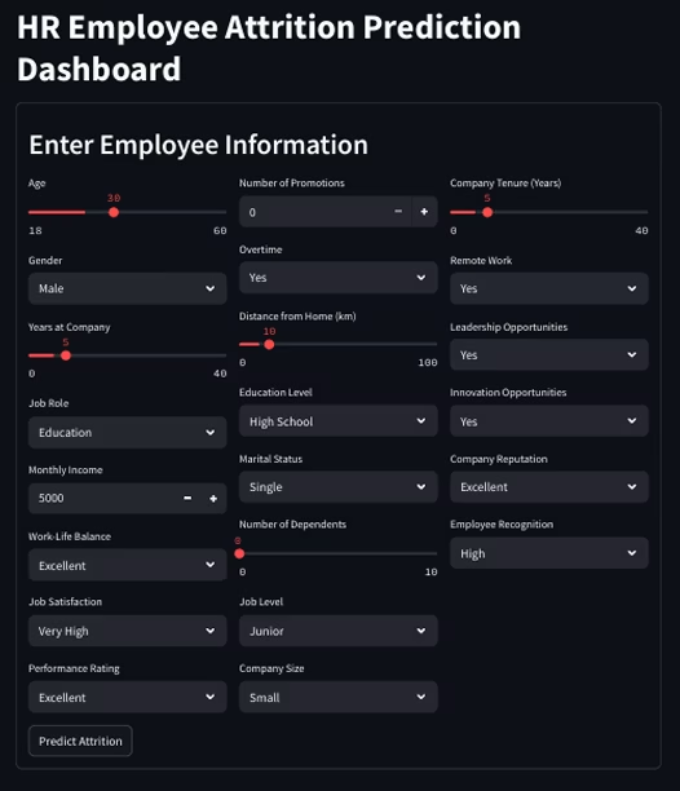 HR Employee Attrition Prediction
Dashboard
Enter Employee Information
Age
30
18 60
Gender
Male
Years at Company
5
0 40
Job Role
Education
Monthly Income
5000 - +
Work-Life Balance
Excellent
Job Satisfaction
Very High
Performance Rating
Excellent
Predict Attrition
Number of Promotions
0 - +
Overtime
Yes
Distance from Home (km)
10
0 100
Education Level
High School
Marital Status
Single
Number of Dependents
0
0 10
Job Level
Junior
Company Size
Small
Company Tenure (Years)
5
0 40
Remote Work
Yes
Leadership Opportunities
Yes
Innovation Opportunities
Yes
Company Reputation
Excellent
Employee Recognition
High